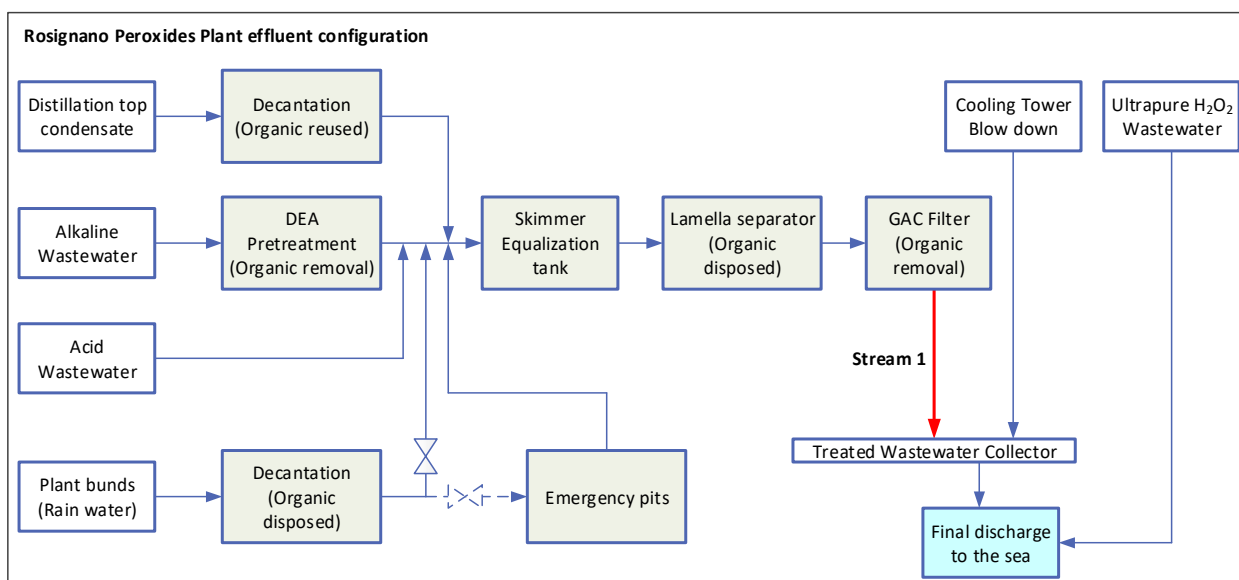 Rosignano Peroxides Plant effluent configuration
Distillation top
condensate
Decantation
(Organic reused)
Cooling Tower
Blow down
Ultrapure H₂O₂
Wastewater
Alkaline
Wastewater
DEA
Pretreatment
(Organic removal)
Skimmer
Equalization
tank
Lamella separator
(Organic
disposed)
GAC Filter
(Organic
removal)
Acid
Wastewater
Stream 1
Treated Wastewater Collector
Plant bunds
(Rain water)
Decantation
(Organic
disposed)
Emergency pits
Final discharge
to the sea